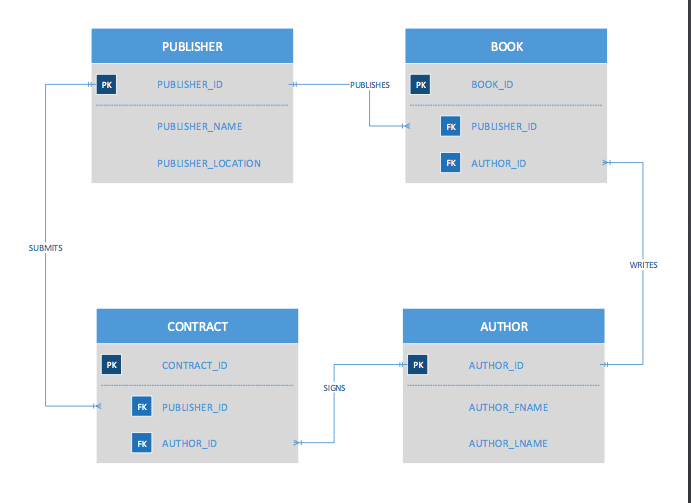 PUBLISHER
PK PUBLISHER_ID
PUBLISHER_NAME
PUBLISHER_LOCATION
PUBLISHES
BOOK
PK BOOK_ID
FK PUBLISHER_ID
FK AUTHOR_ID
SUBMITS
WRITES
CONTRACT
PK CONTRACT_ID
FK PUBLISHER_ID
FK AUTHOR_ID
SIGNS
AUTHOR
PK AUTHOR_ID
AUTHOR_FNAME
AUTHOR_LNAME